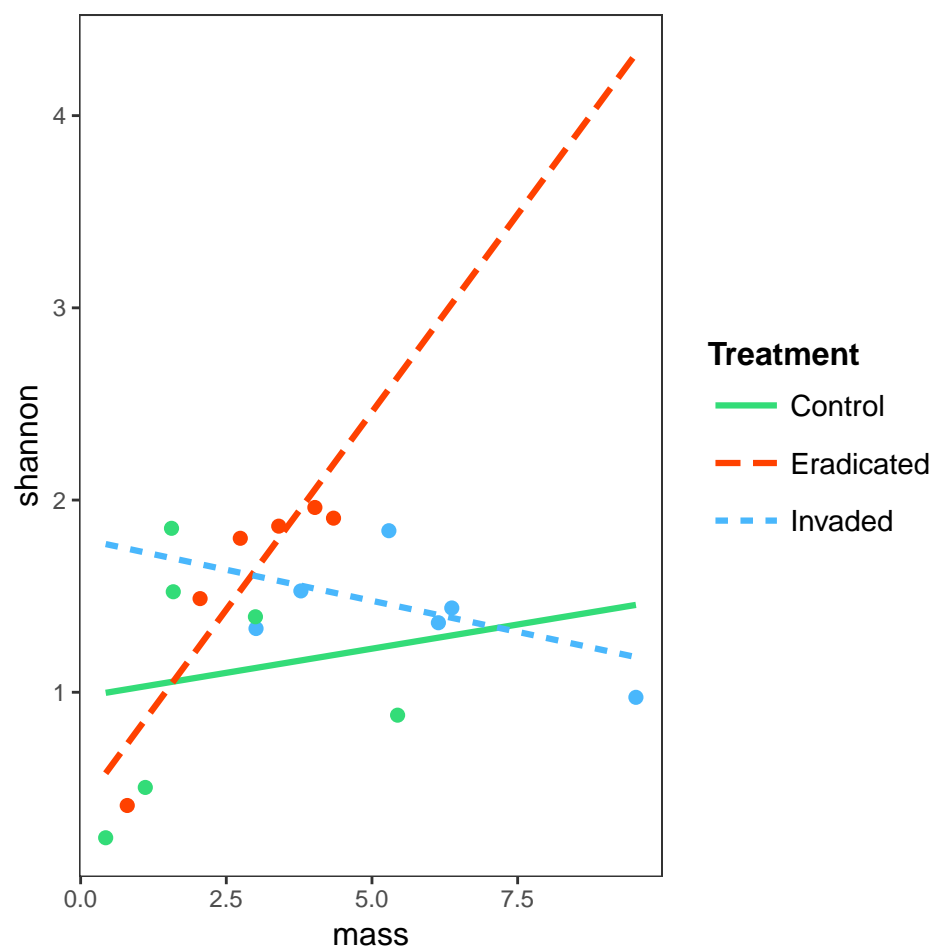 4
3
2
1
shannon
0.0 2.5 5.0 7.5
mass
Treatment
Control
Eradicated
Invaded